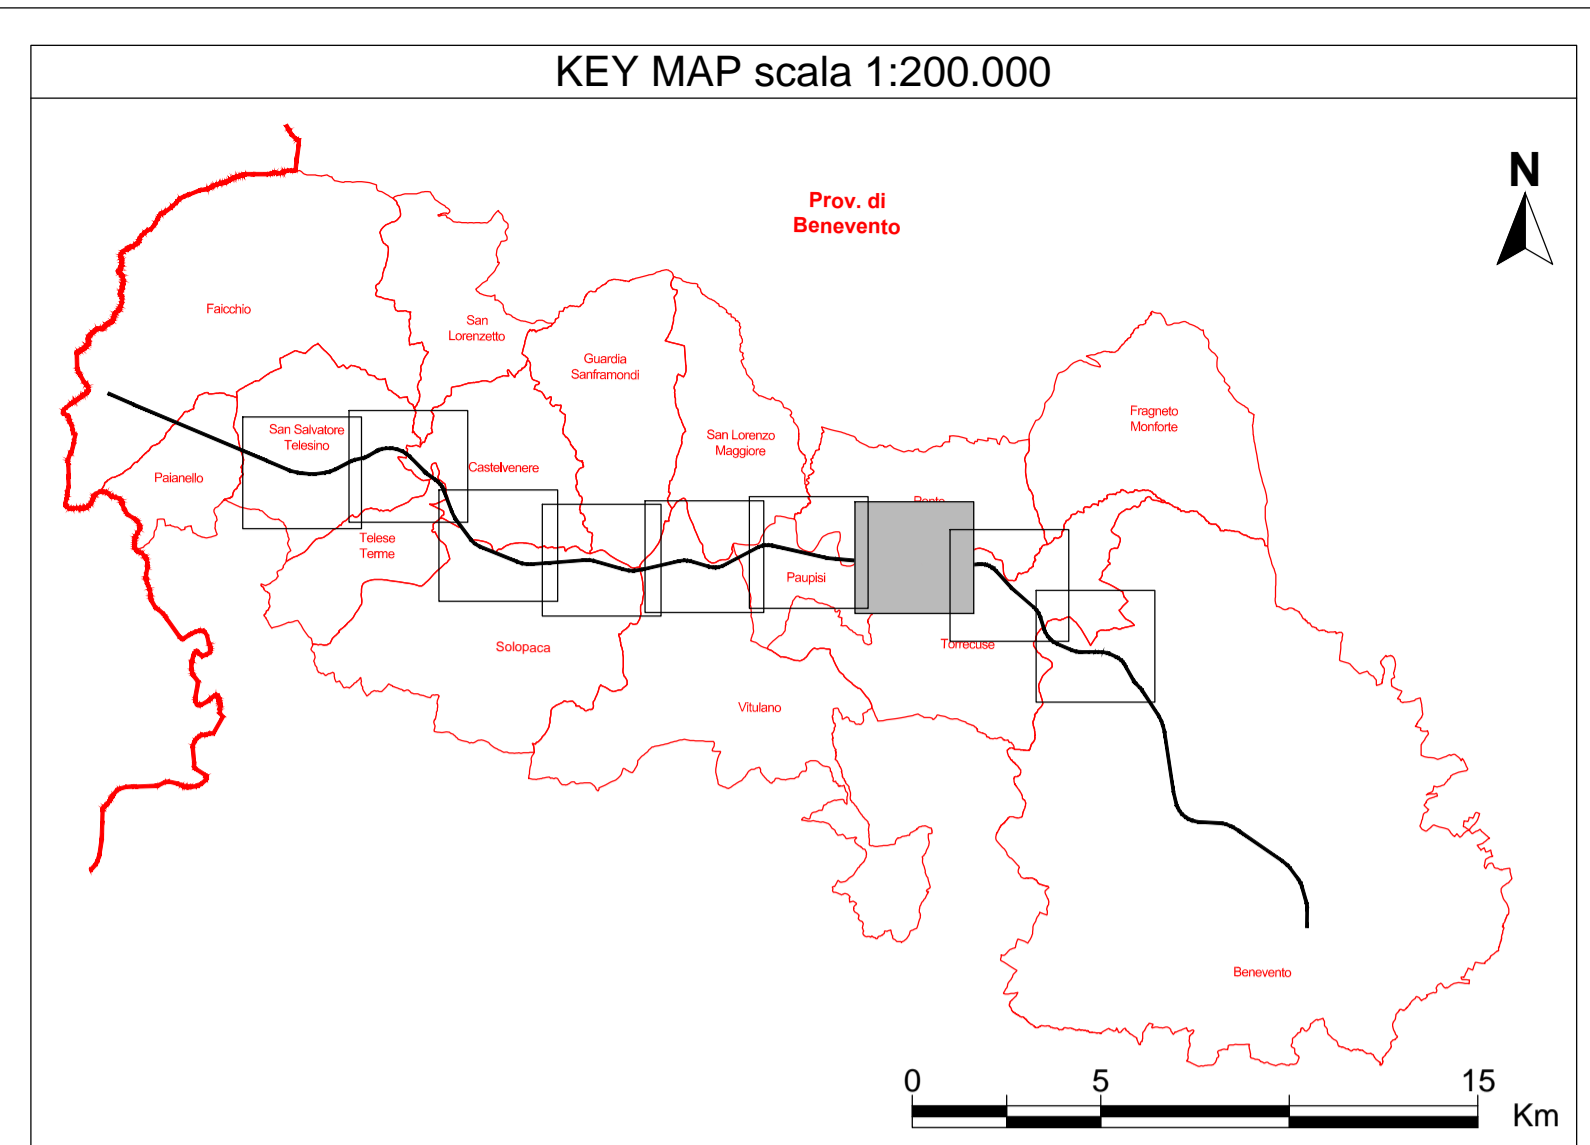 KEY MAP scala 1:200.000
N
Prov. di
Benevento
Faicchio
San
Lorenzetto
Guardia
Sanframondi
Fragneto
Monforte
San Salvatore
Telesino
San Lorenzo
Maggiore
Castelvenere
Paianello
Ponte
Telese
Terme
Paupisi
Solopaca
Torrecuse
Vitulano
Benevento
0 5 15
Km